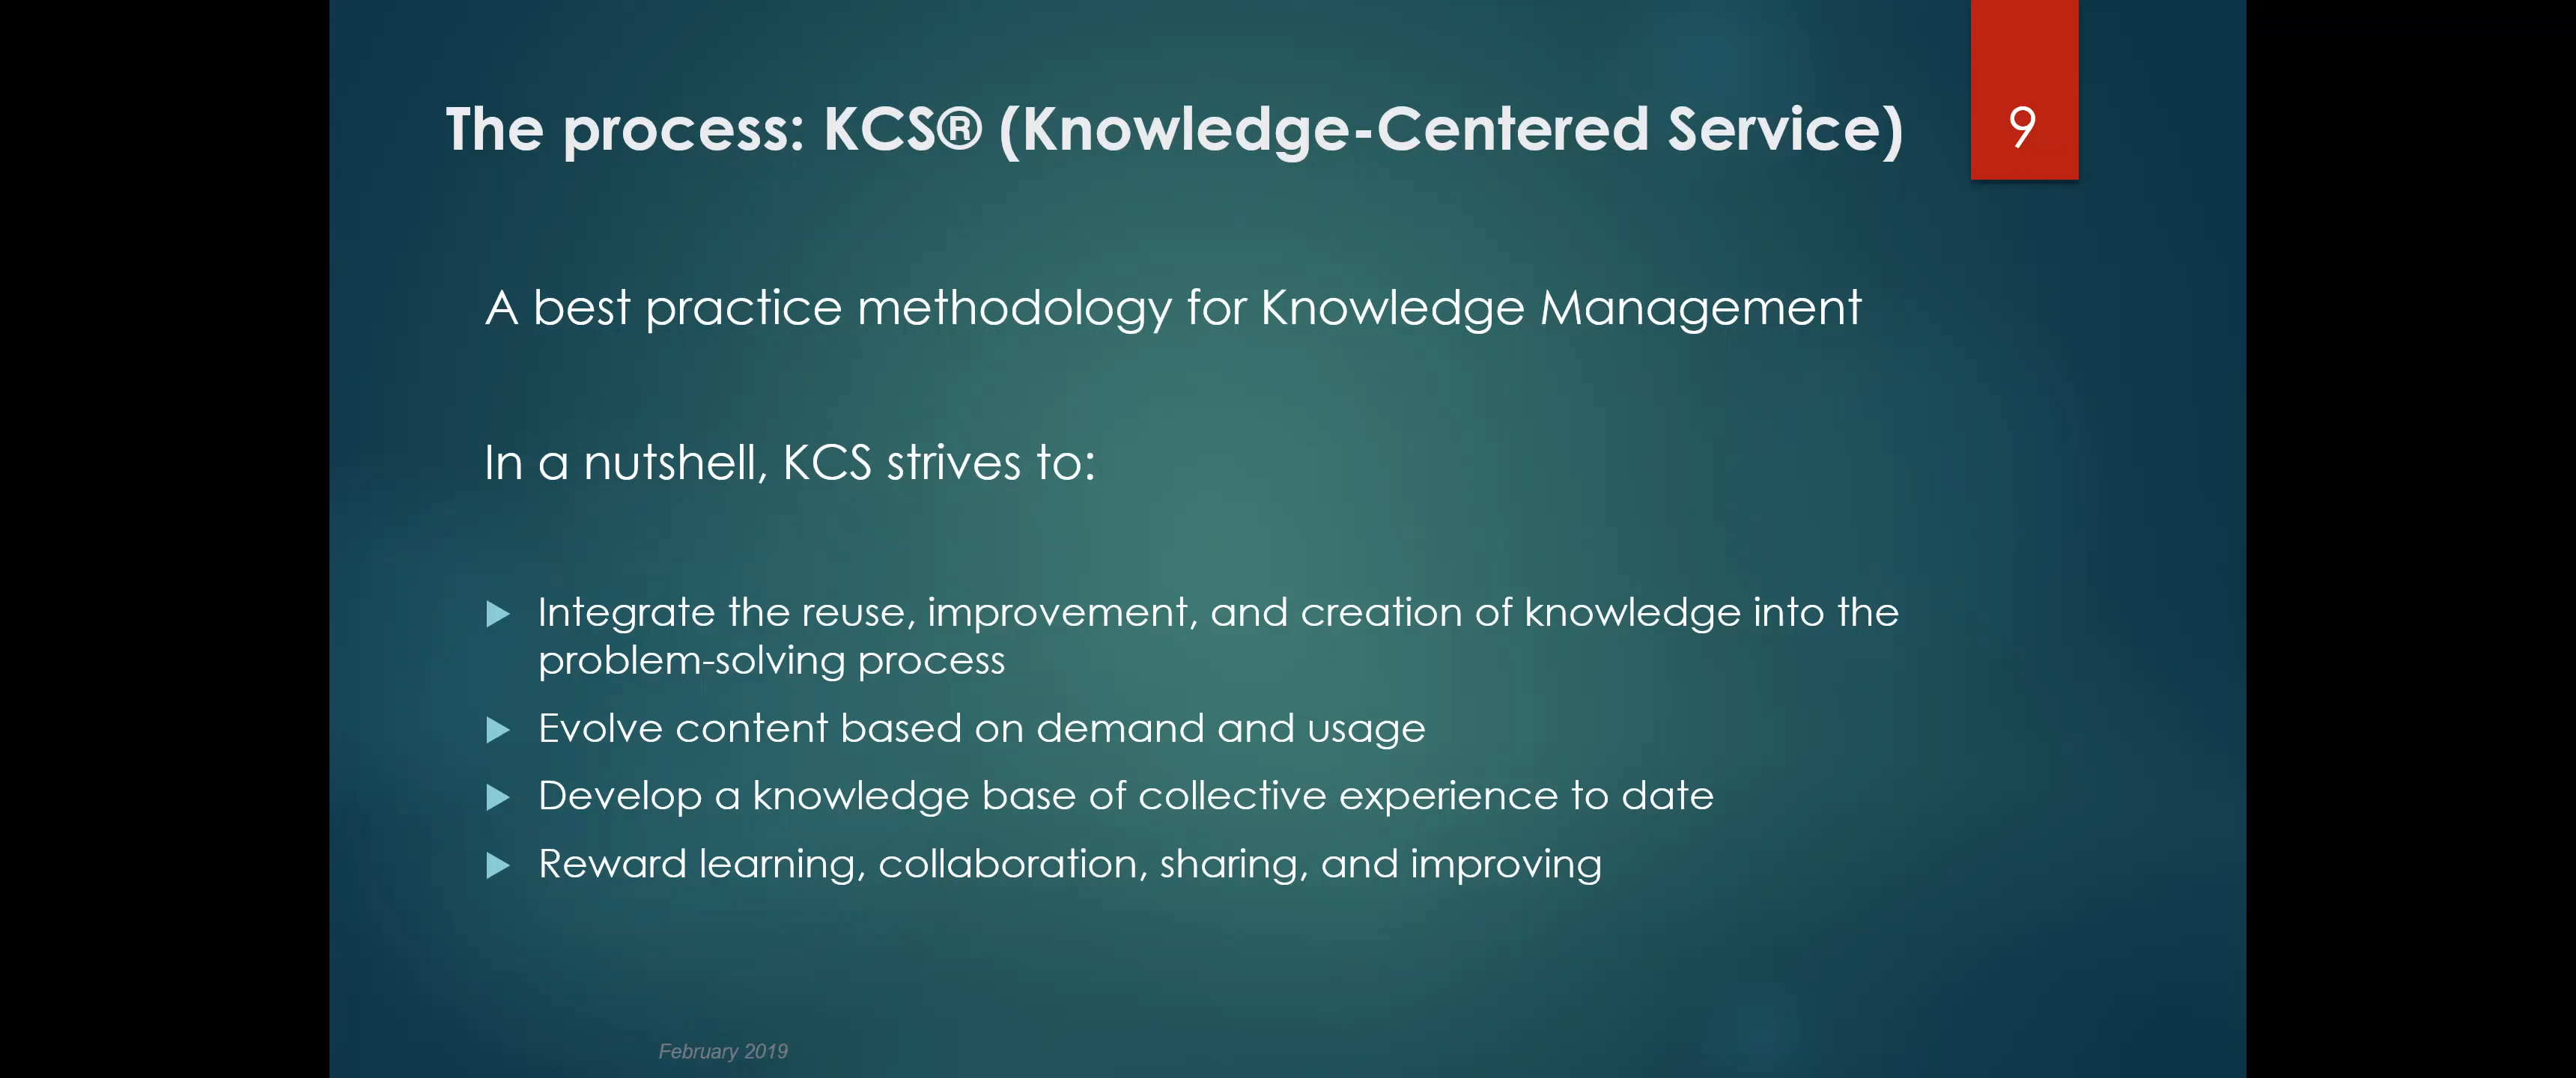 The process: KCS® (Knowledge-Centered Service)
9
A best practice methodology for Knowledge Management
In a nutshell, KCS strives to:
Integrate the reuse, improvement, and creation of knowledge into the
problem-solving process
Evolve content based on demand and usage
Develop a knowledge base of collective experience to date
Reward learning, collaboration, sharing, and improving
February 2019